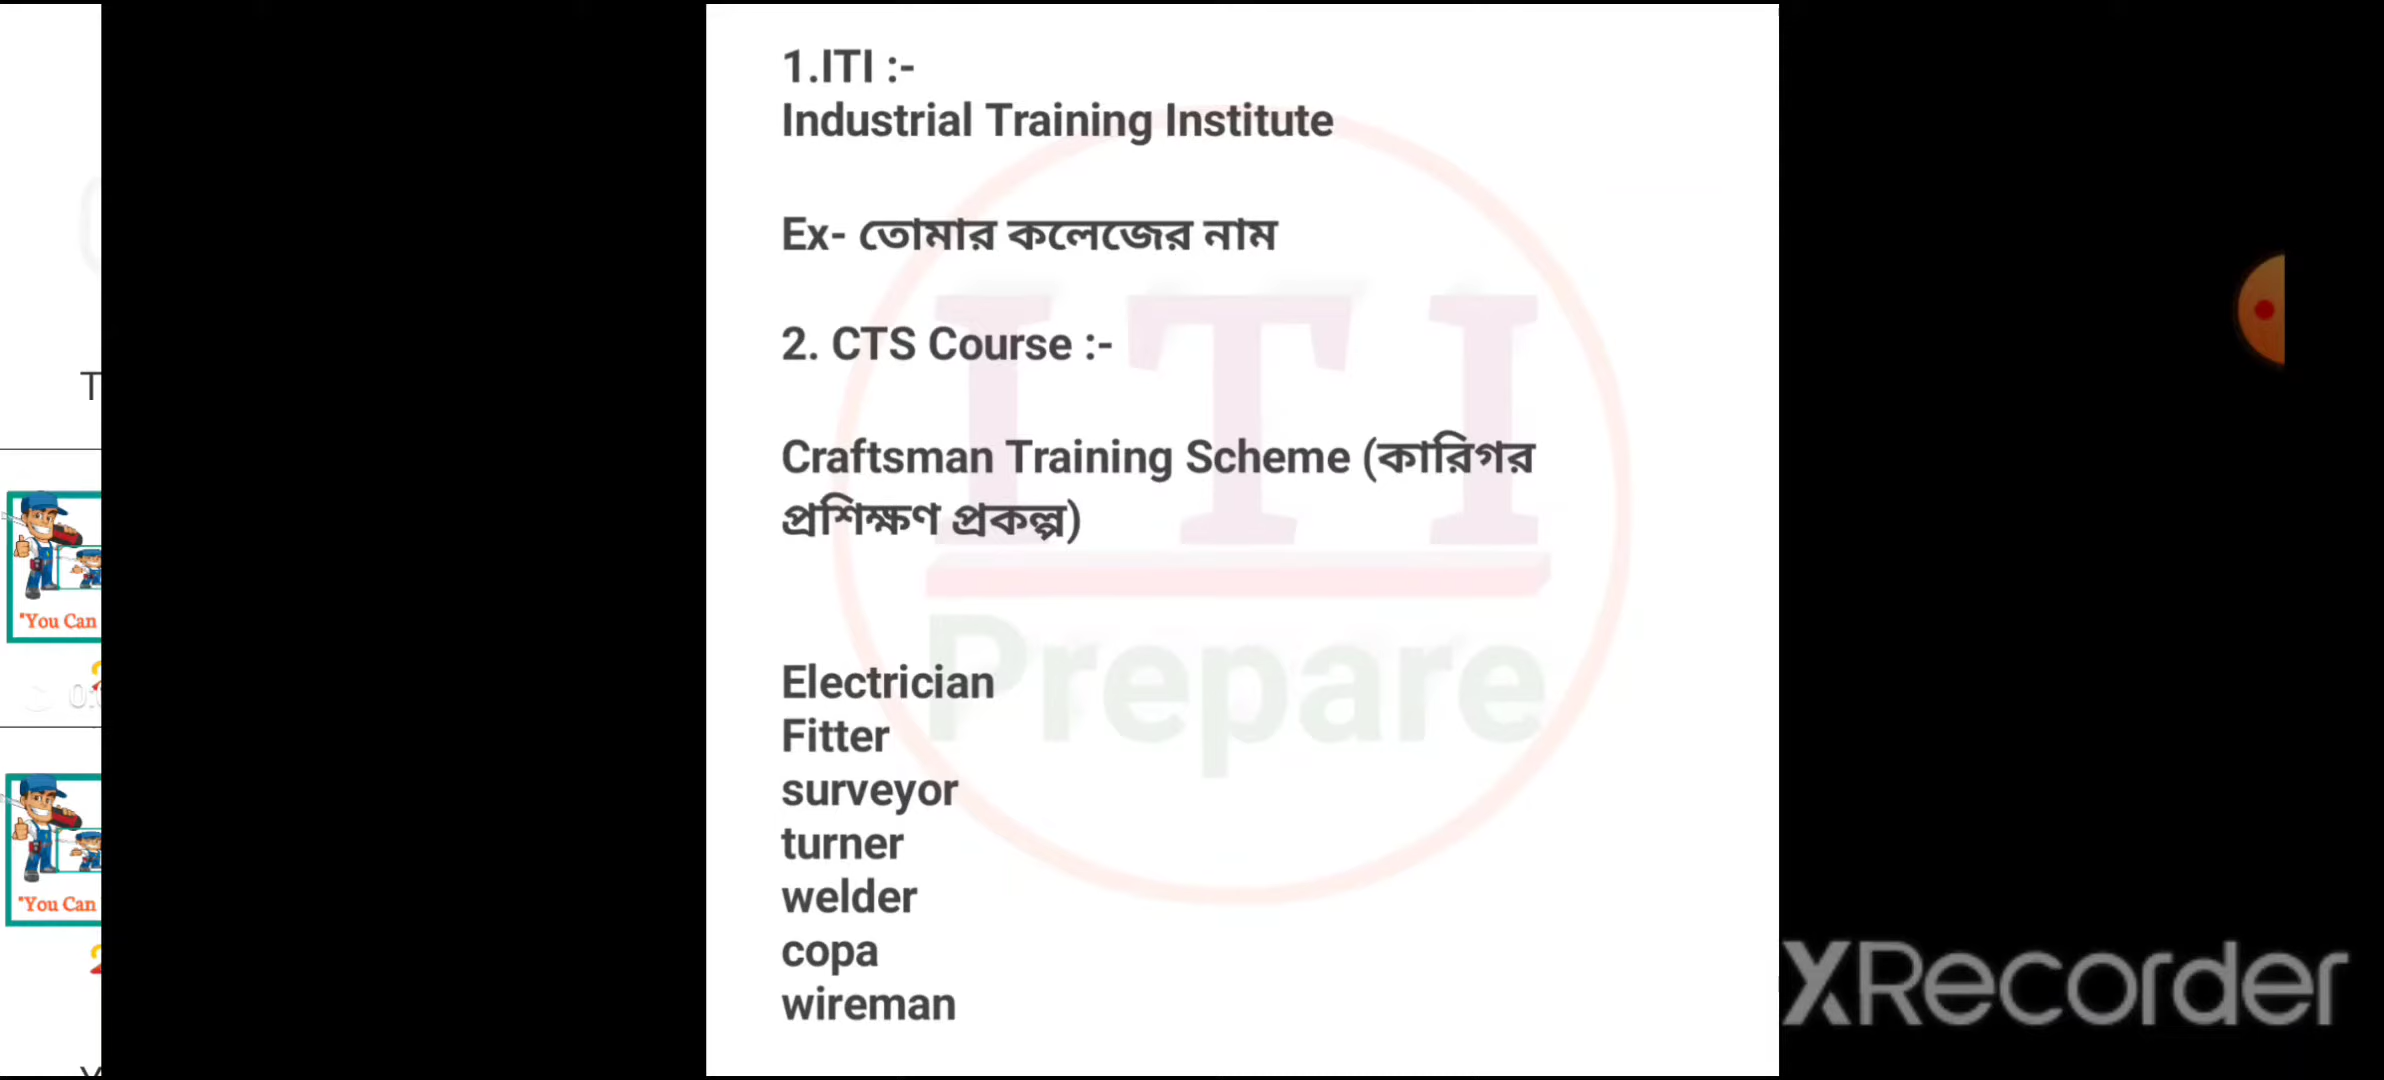 1.ITI :-
Industrial Training Institute
Ex- তোমার কলেজের নাম
2. CTS Course :-
Craftsman Training Scheme (কারিগর
প্রশিক্ষণ প্রকল্প)
Electrician
Fitter
surveyor
turner
welder
copa
wireman
ITI
Prepare
"You Can
"You Can
XRecorder